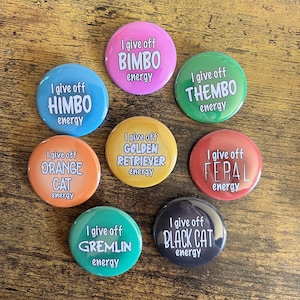 I give off
BIMBO
energy
I give off
HIMBO
energy
I give off
THEMBO
energy
I give off
GOLDEN
RETRIEVER
energy
I give off
ORANGE
CAT
energy
I give off
FERAL
energy
I give off
GREMLIN
energy
I give off
BLACK CAT
energy